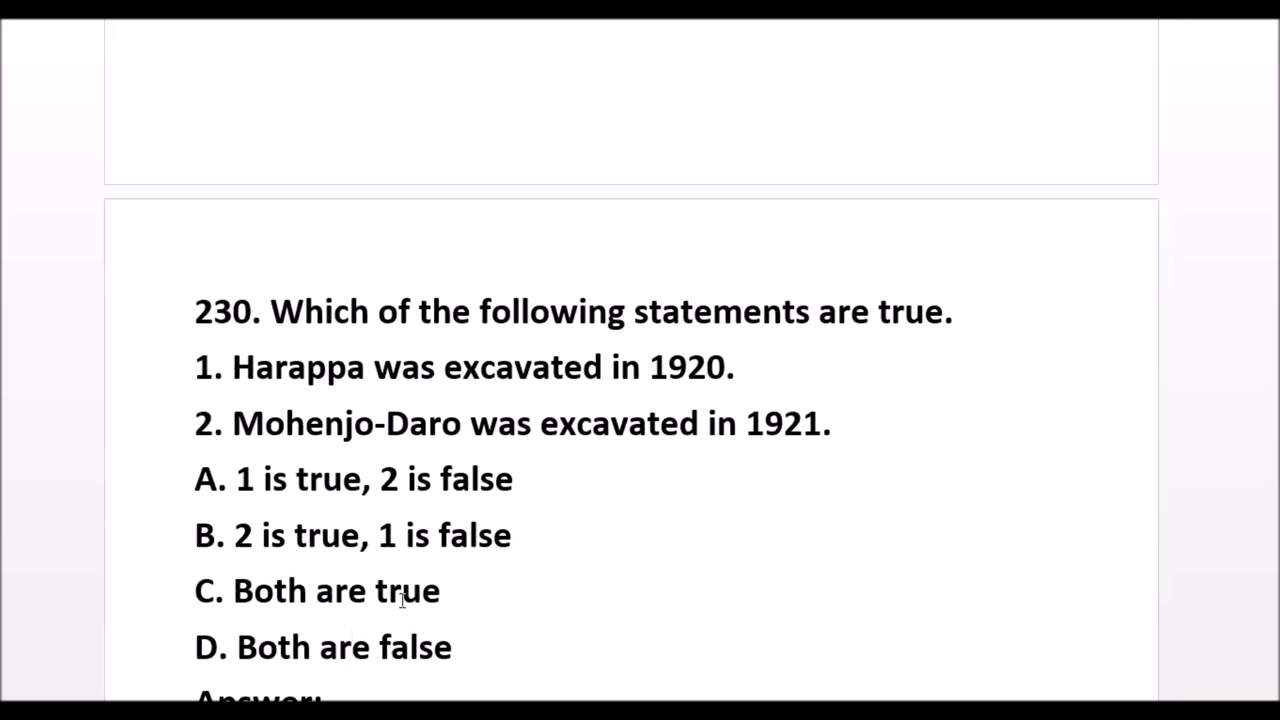 230. Which of the following statements are true.
1. Harappa was excavated in 1920.
2. Mohenjo-Daro was excavated in 1921.
A. 1 is true, 2 is false
B. 2 is true, 1 is false
C. Both are true
D. Both are false
Answer: